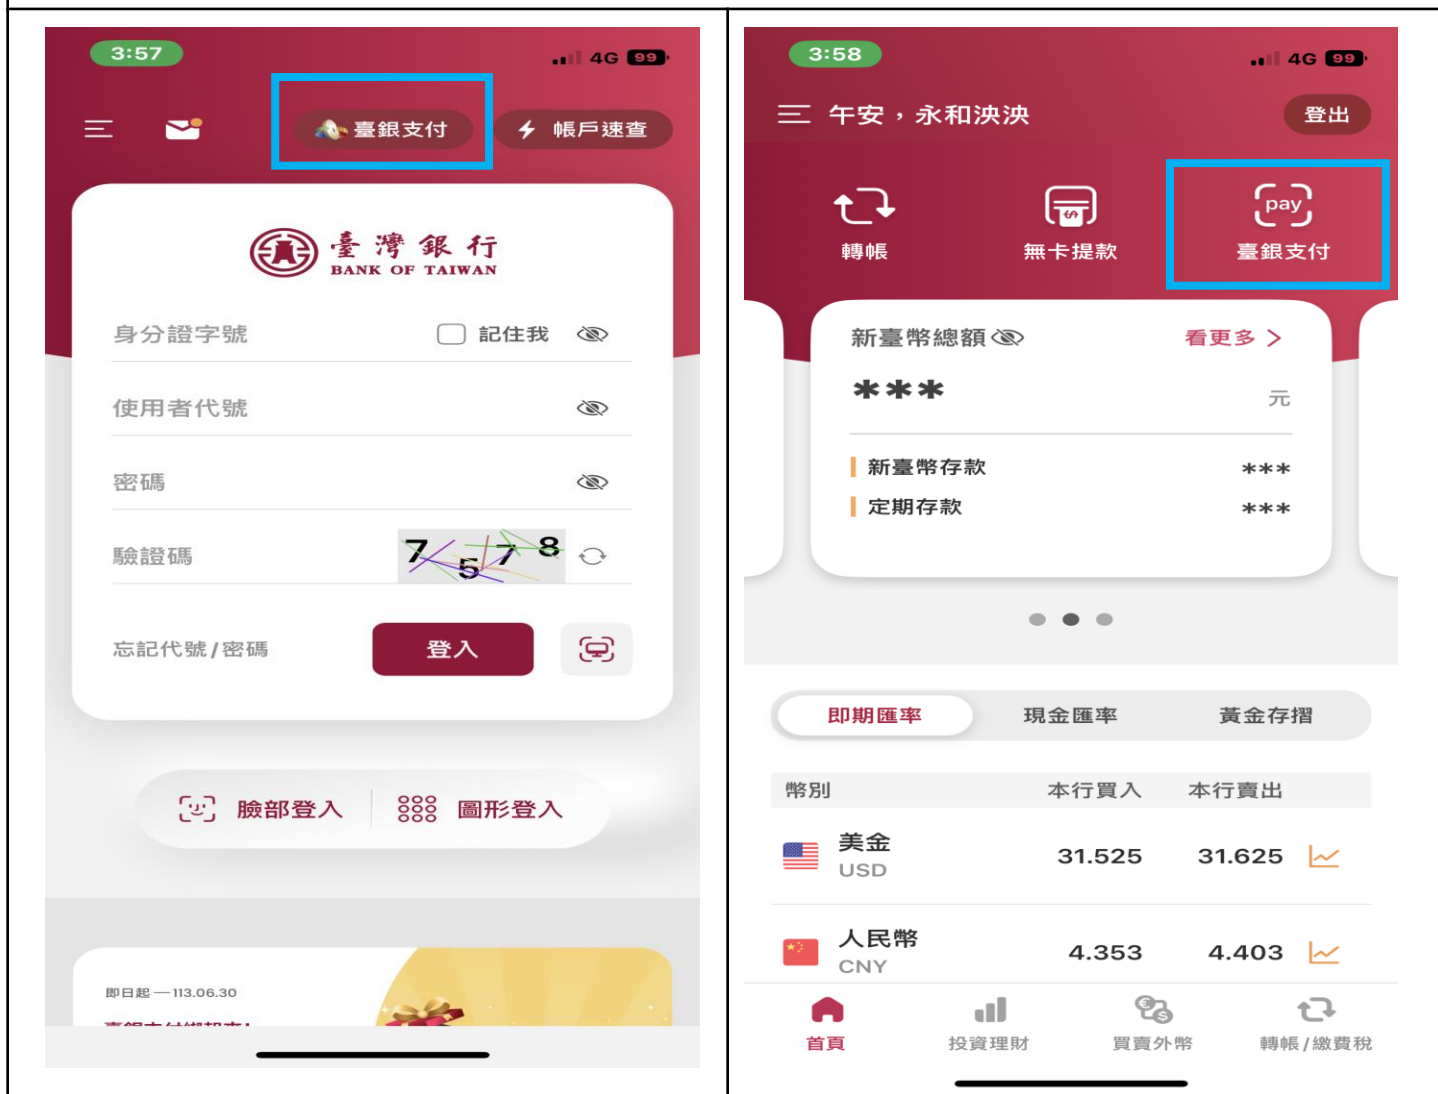 3:57
4G 99
臺銀支付
帳戶速查
臺灣銀行
BANK OF TAIWAN
身分證字號
記住我
使用者代號
密碼
驗證碼
7578
忘記代號/密碼
登入
臉部登入
圖形登入
即日起 — 113.06.30
3:58
4G 99
午安，永和泱泱
登出
轉帳
無卡提款
pay
臺銀支付
新臺幣總額
看更多 >
***
元
新臺幣存款 ***
定期存款 ***
即期匯率
現金匯率
黃金存摺
幣別 本行買入 本行賣出
美金
USD
31.525 31.625
人民幣
CNY
4.353 4.403
首頁
投資理財
買賣外幣
轉帳/繳費稅